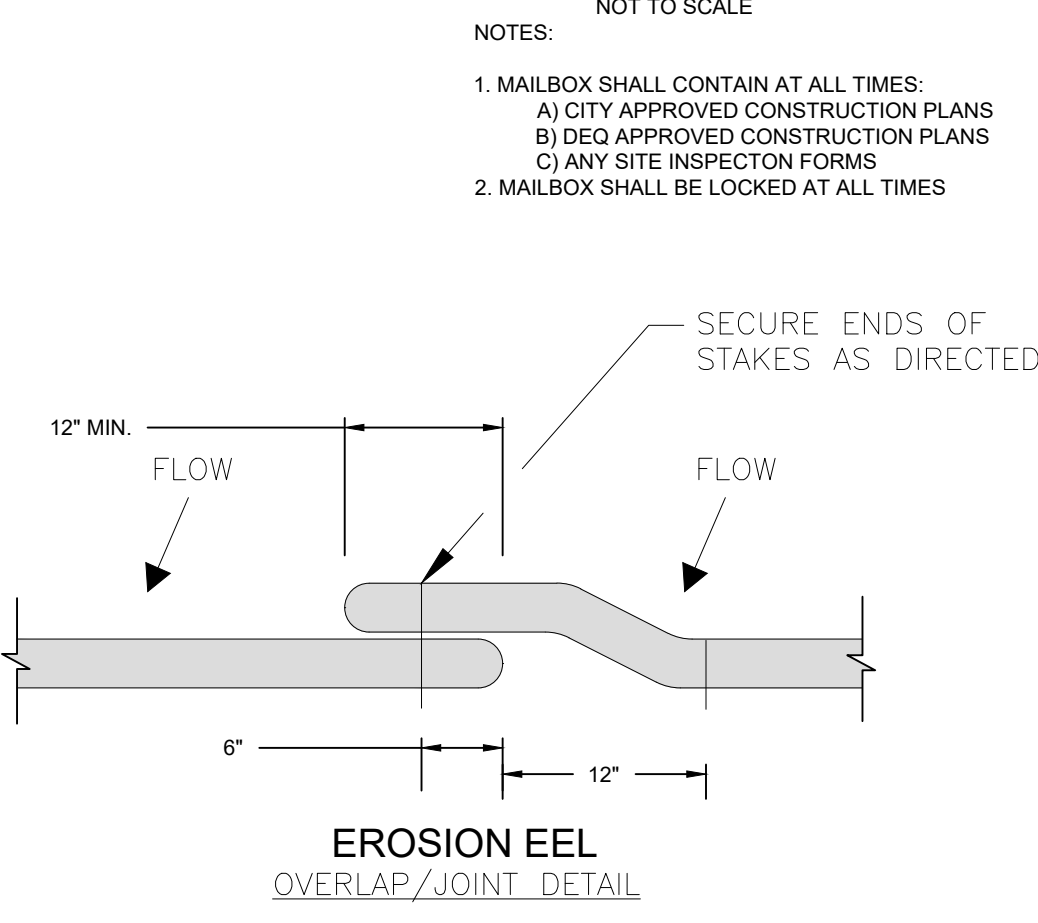 NOT TO SCALE
NOTES:
1. MAILBOX SHALL CONTAIN AT ALL TIMES:
A) CITY APPROVED CONSTRUCTION PLANS
B) DEQ APPROVED CONSTRUCTION PLANS
C) ANY SITE INSPECTON FORMS
2. MAILBOX SHALL BE LOCKED AT ALL TIMES
SECURE ENDS OF
STAKES AS DIRECTED
12" MIN.
FLOW
FLOW
6"
12"
EROSION EEL
OVERLAP/JOINT DETAIL